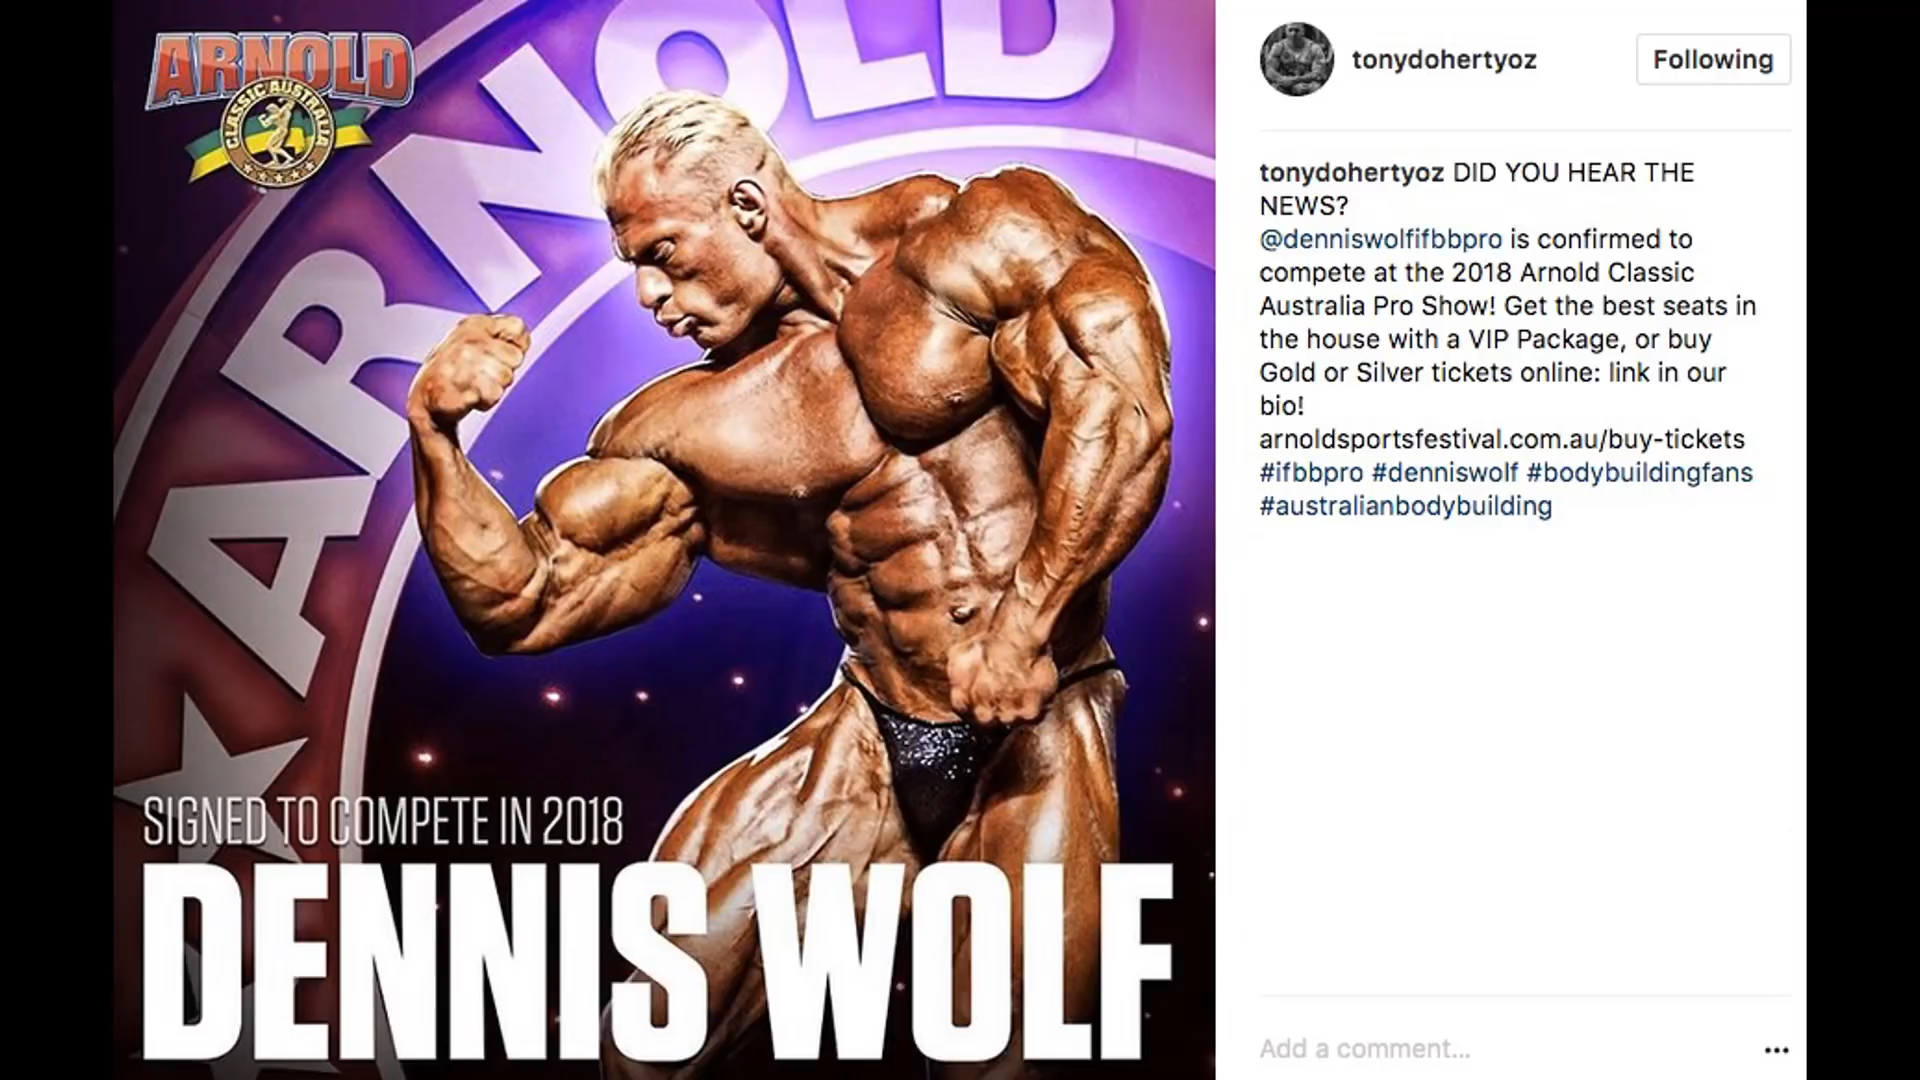 ARNOLD
CLASSIC AUSTRALIA
ARNOLD
SIGNED TO COMPETE IN 2018
DENNIS WOLF
tonydohertyoz
Following
tonydohertyoz DID YOU HEAR THE
NEWS?
@denniswolfifbbpro is confirmed to
compete at the 2018 Arnold Classic
Australia Pro Show! Get the best seats in
the house with a VIP Package, or buy
Gold or Silver tickets online: link in our
bio!
arnoldsportsfestival.com.au/buy-tickets
#ifbbpro #denniswolf #bodybuildingfans
#australianbodybuilding
Add a comment...